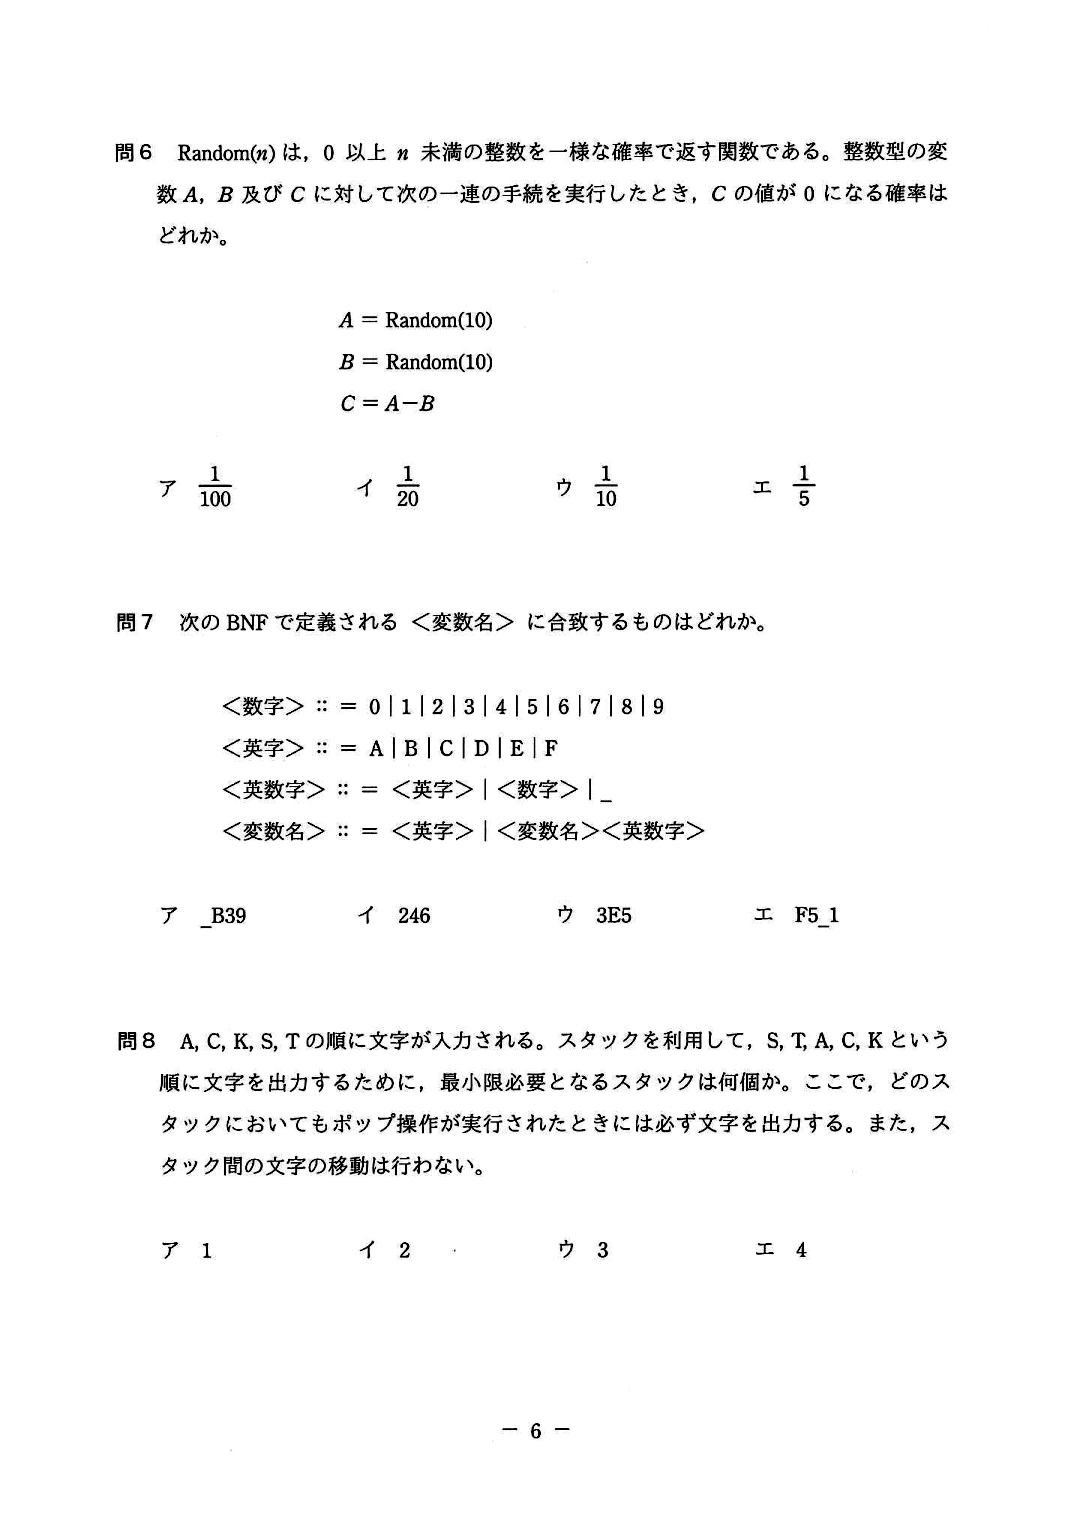 問6 Random(n) は，0 以上 n 未満の整数を一様な確率で返す関数である。整数型の変
数 A，B 及び C に対して次の一連の手続を実行したとき，C の値が 0 になる確率は
どれか。
A = Random(10)
B = Random(10)
C = A－B
ア 1/100 イ 1/20 ウ 1/10 エ 1/5
問7 次の BNF で定義される ＜変数名＞ に合致するものはどれか。
＜数字＞ :: = 0 | 1 | 2 | 3 | 4 | 5 | 6 | 7 | 8 | 9
＜英字＞ :: = A | B | C | D | E | F
＜英数字＞ :: = ＜英字＞ | ＜数字＞ | _
＜変数名＞ :: = ＜英字＞ | ＜変数名＞＜英数字＞
ア _B39 イ 246 ウ 3E5 エ F5_1
問8 A, C, K, S, T の順に文字が入力される。スタックを利用して，S, T, A, C, K という
順に文字を出力するために，最小限必要となるスタックは何個か。ここで，どのス
タックにおいてもポップ操作が実行されたときには必ず文字を出力する。また，ス
タック間の文字の移動は行わない。
ア 1 イ 2 ウ 3 エ 4
－ 6 －